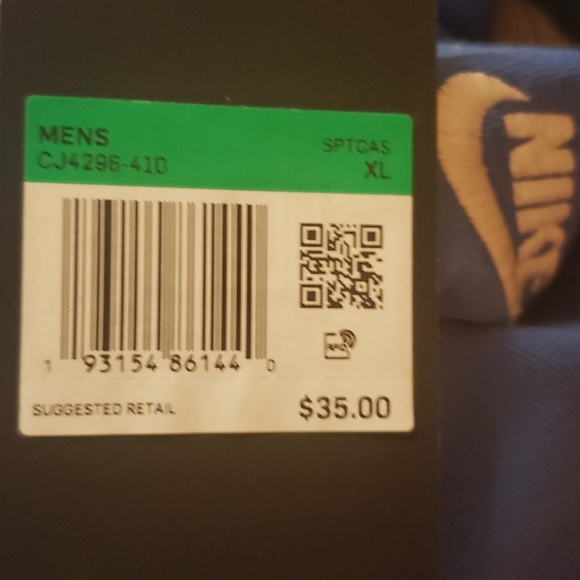 MENS
CJ4296-410
SPTCAS
XL
1 93154 86144 0
SUGGESTED RETAIL
$35.00
NIKE